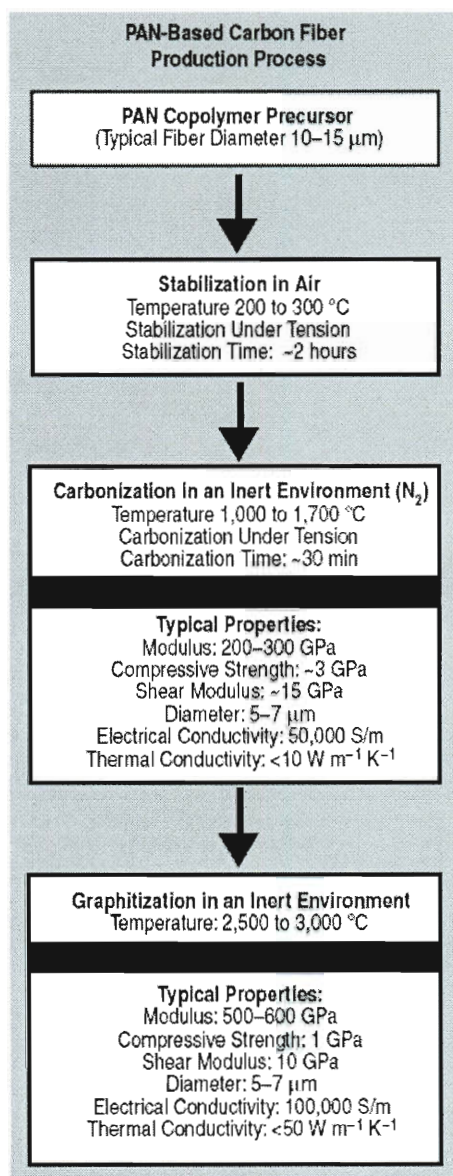 PAN-Based Carbon Fiber
Production Process
PAN Copolymer Precursor
(Typical Fiber Diameter 10–15 μm)
Stabilization in Air
Temperature 200 to 300 °C
Stabilization Under Tension
Stabilization Time: ~2 hours
Carbonization in an Inert Environment (N₂)
Temperature 1,000 to 1,700 °C
Carbonization Under Tension
Carbonization Time: ~30 min
Typical Properties:
Modulus: 200–300 GPa
Compressive Strength: ~3 GPa
Shear Modulus: ~15 GPa
Diameter: 5–7 μm
Electrical Conductivity: 50,000 S/m
Thermal Conductivity: <10 W m⁻¹ K⁻¹
Graphitization in an Inert Environment
Temperature: 2,500 to 3,000 °C
Typical Properties:
Modulus: 500–600 GPa
Compressive Strength: 1 GPa
Shear Modulus: 10 GPa
Diameter: 5–7 μm
Electrical Conductivity: 100,000 S/m
Thermal Conductivity: <50 W m⁻¹ K⁻¹